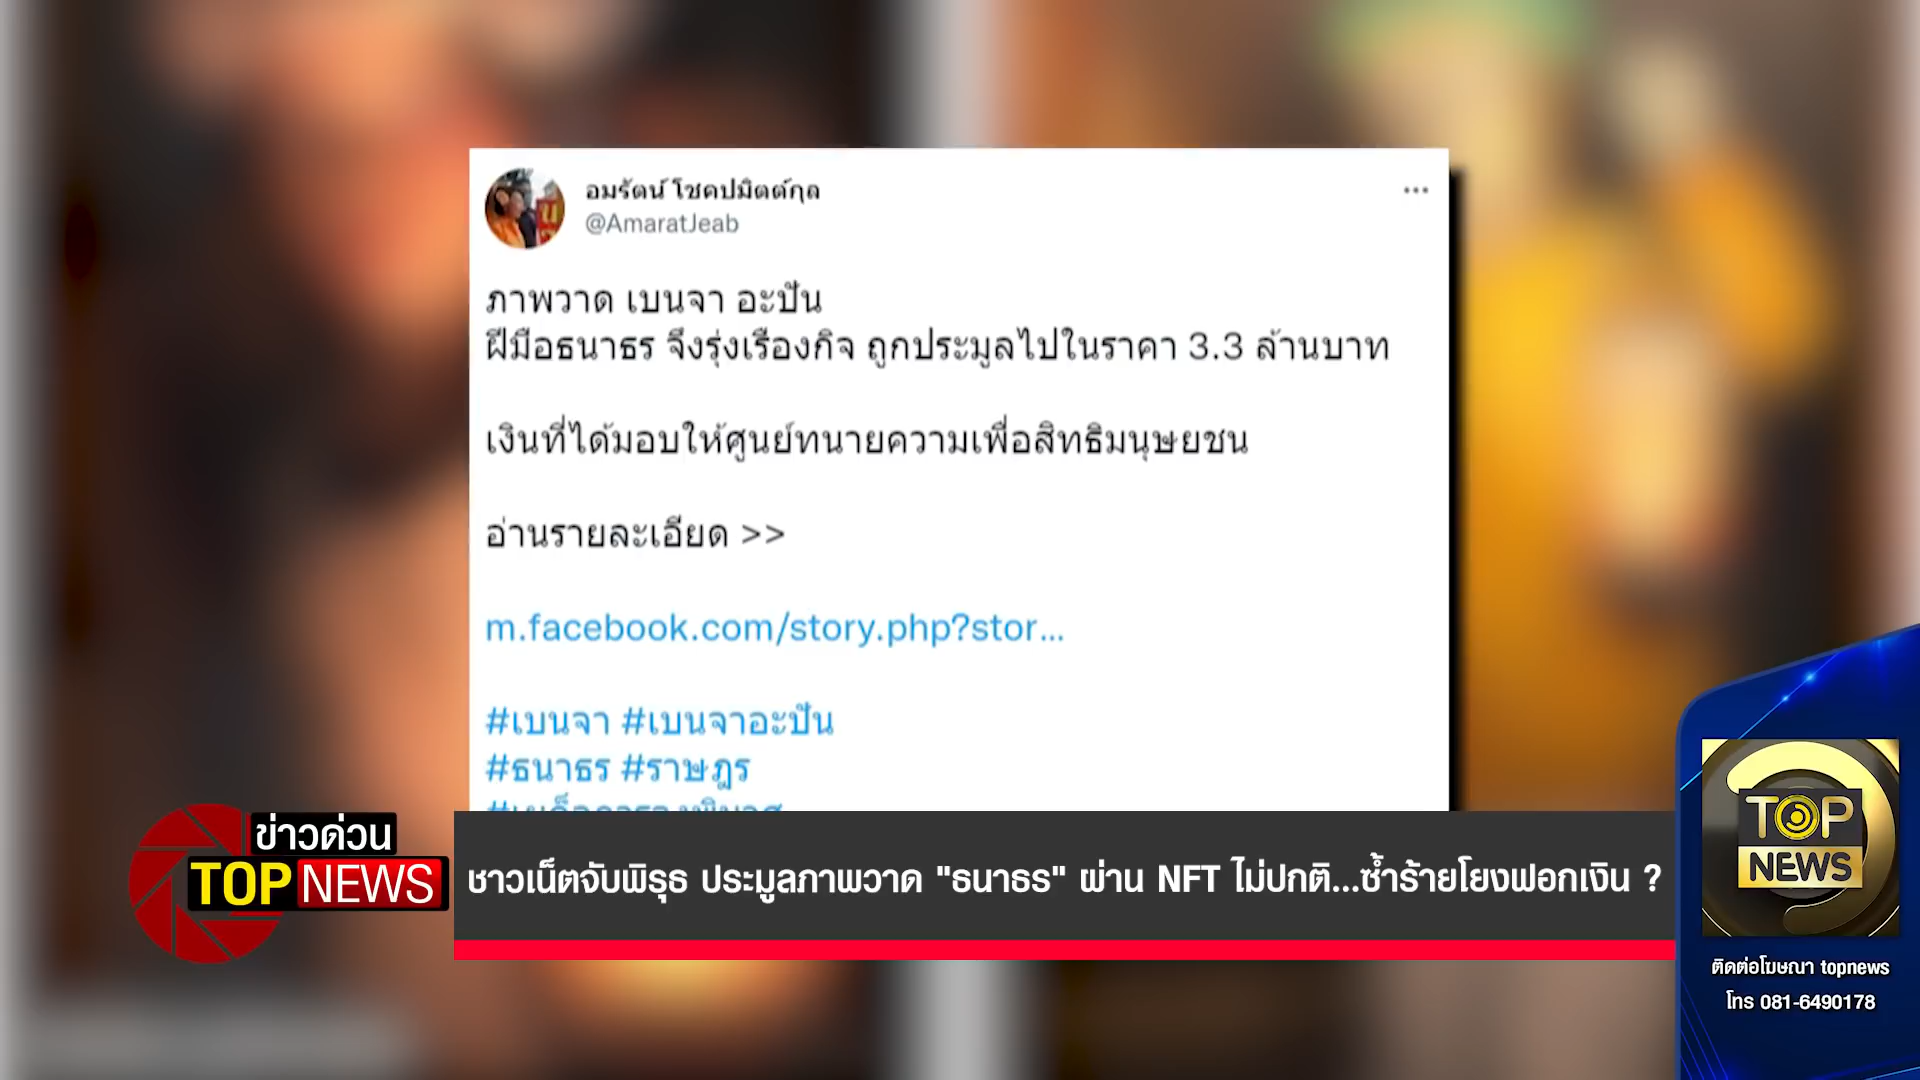 อมรัตน์ โชคปมิตต์กุล
@AmaratJeab
ภาพวาด เบนจา อะปัน
ฝีมือธนาธร จึงรุ่งเรืองกิจ ถูกประมูลไปในราคา 3.3 ล้านบาท
เงินที่ได้มอบให้ศูนย์ทนายความเพื่อสิทธิมนุษยชน
อ่านรายละเอียด >>
m.facebook.com/story.php?stor...
#เบนจา #เบนจาอะปัน
#ธนาธร #ราษฎร
ข่าวด่วน
TOP NEWS
ชาวเน็ตจับพิรุธ ประมูลภาพวาด "ธนาธร" ผ่าน NFT ไม่ปกติ...ซ้ำร้ายโยงฟอกเงิน ?
TOP
NEWS
ติดต่อโฆษณา topnews
โทร 081-6490178